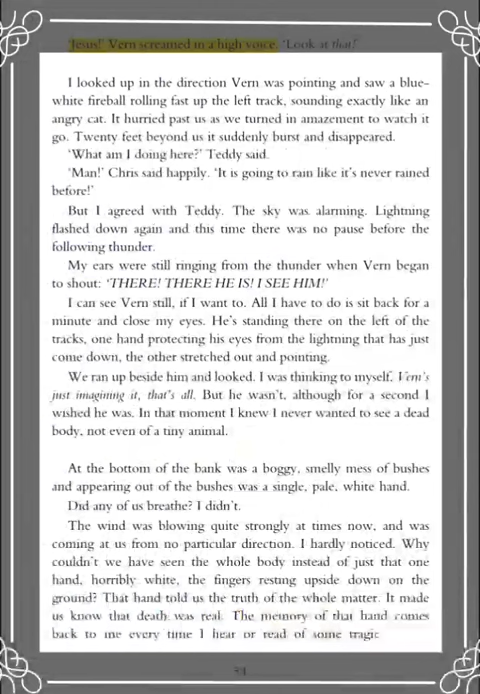 'Jesus!' Vern screamed in a high voice. 'Look at that!'
I looked up in the direction Vern was pointing and saw a blue-
white fireball rolling fast up the left track, sounding exactly like an
angry cat. It hurried past us as we turned in amazement to watch it
go. Twenty feet beyond us it suddenly burst and disappeared.
'What am I doing here?' Teddy said.
'Man!' Chris said happily. 'It is going to rain like it's never rained
before!'
But I agreed with Teddy. The sky was alarming. Lightning
flashed down again and this time there was no pause before the
following thunder.
My ears were still ringing from the thunder when Vern began
to shout: 'THERE! THERE HE IS! I SEE HIM!'
I can see Vern still, if I want to. All I have to do is sit back for a
minute and close my eyes. He's standing there on the left of the
tracks, one hand protecting his eyes from the lightning that has just
come down, the other stretched out and pointing.
We ran up beside him and looked. I was thinking to myself, Vern's
just imagining it, that's all. But he wasn't, although for a second I
wished he was. In that moment I knew I never wanted to see a dead
body, not even of a tiny animal.
At the bottom of the bank was a boggy, smelly mess of bushes
and appearing out of the bushes was a single, pale, white hand.
Did any of us breathe? I didn't.
The wind was blowing quite strongly at times now, and was
coming at us from no particular direction. I hardly noticed. Why
couldn't we have seen the whole body instead of just that one
hand, horribly white, the fingers resting upside down on the
ground? That hand told us the truth of the whole matter. It made
us know that death was real. The memory of that hand comes
back to me every time I hear or read of some tragic